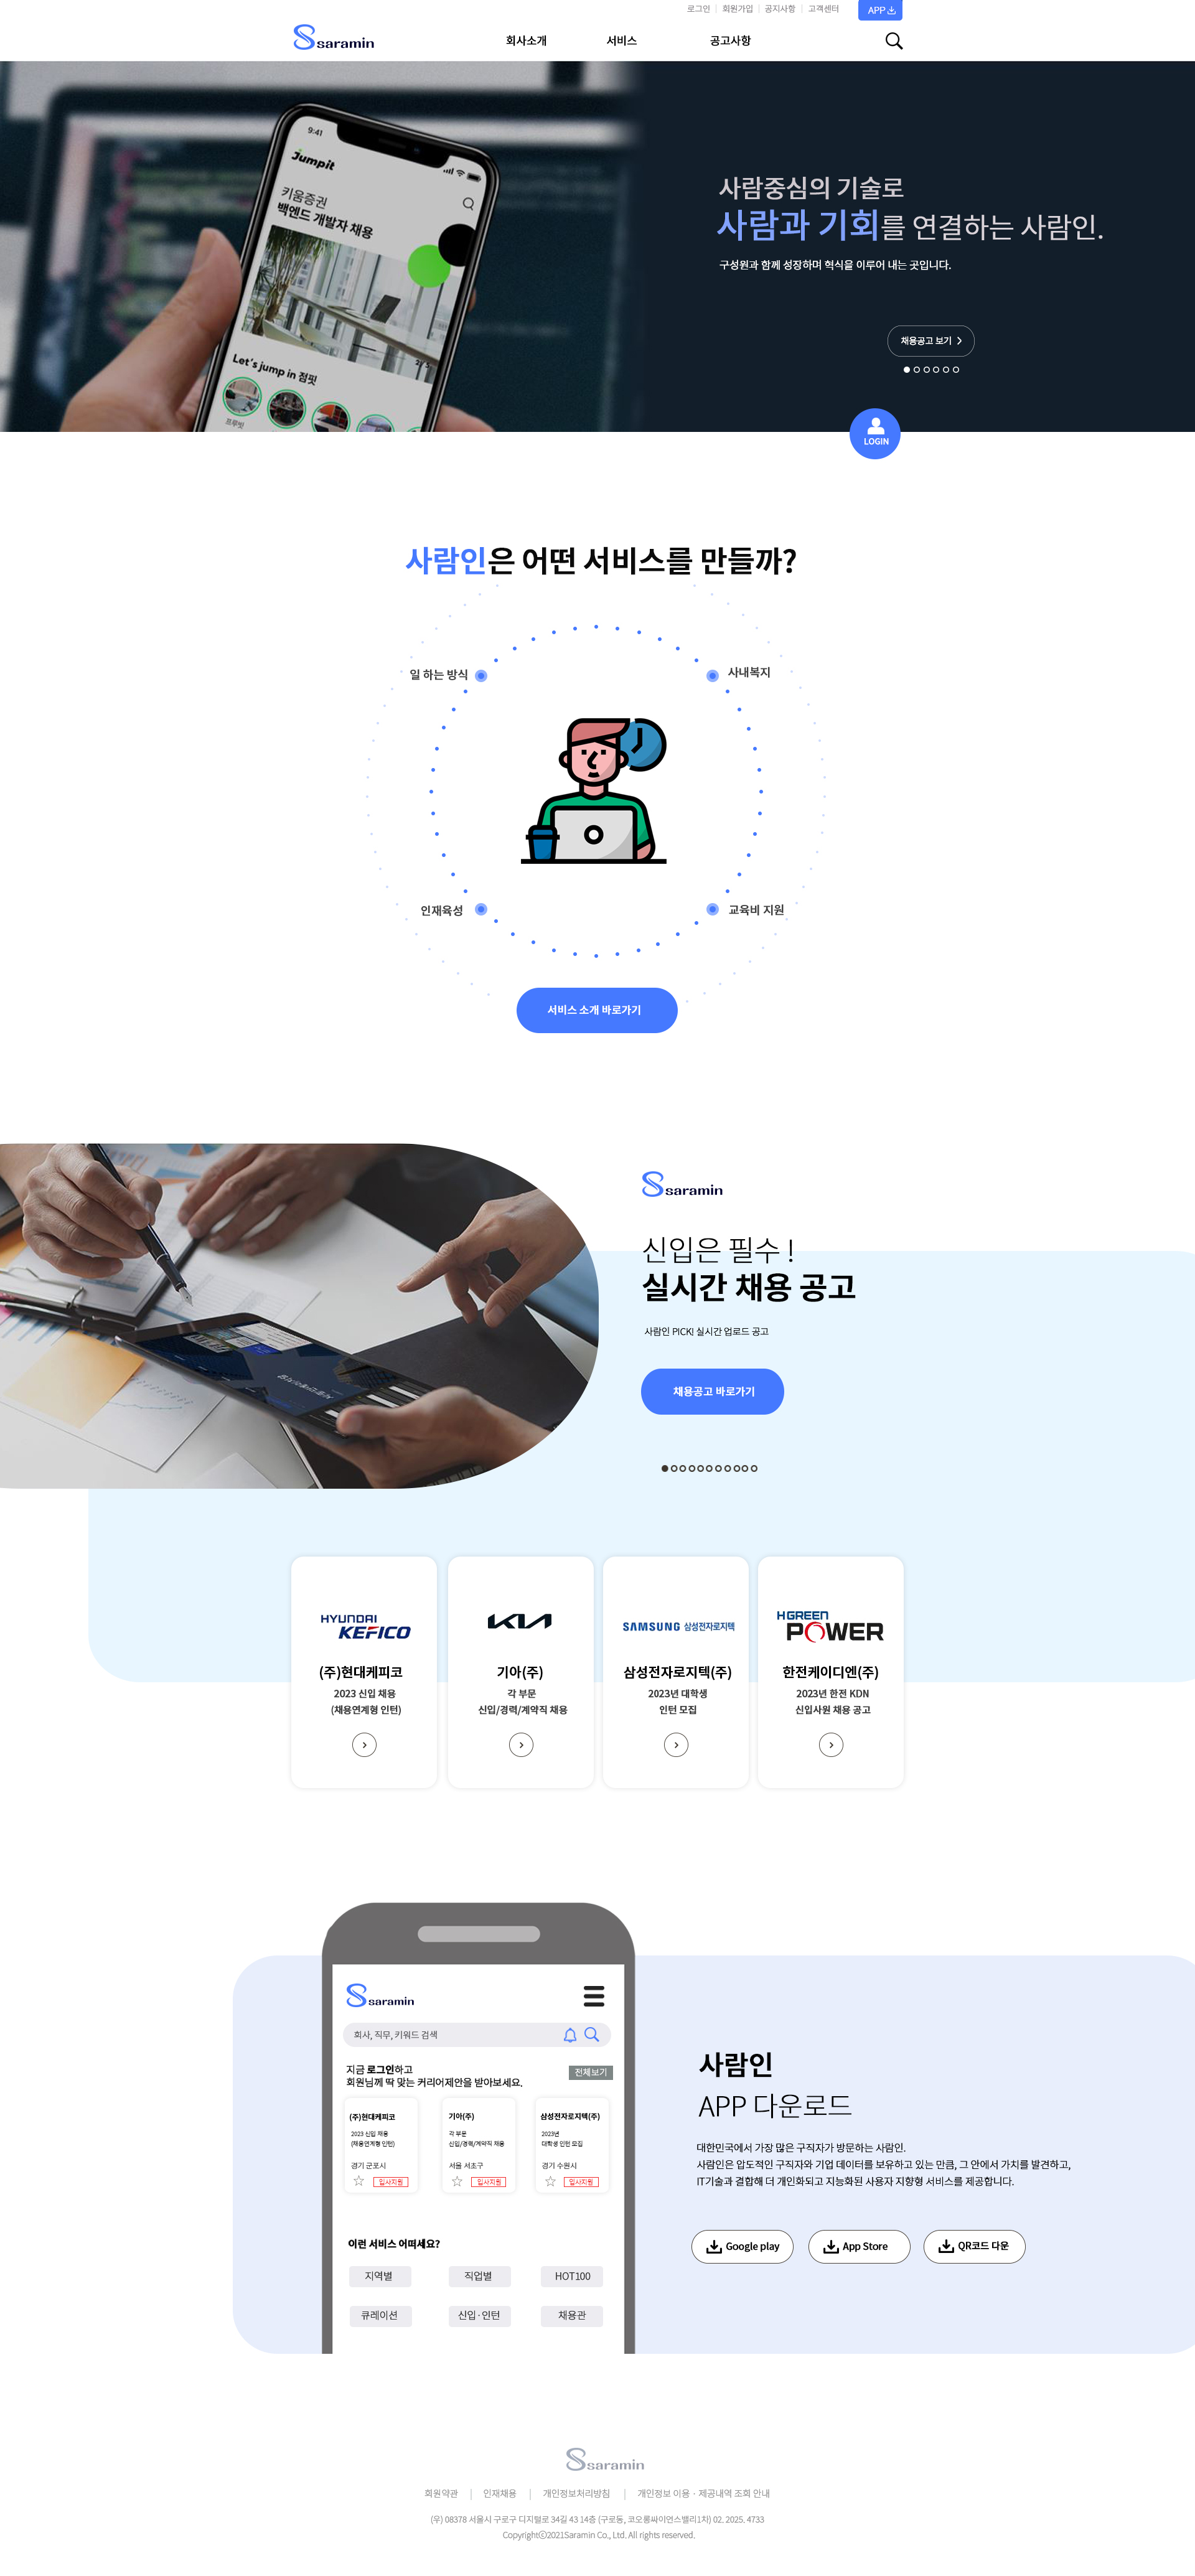 로그인 | 회원가입 | 공지사항 | 고객센터
APP
Ssaramin
회사소개
서비스
공고사항
9:41
Jumpit
키움증권
백엔드 개발자 채용
Let's jump in 점핏
프루빗
사람중심의 기술로
사람과 기회를 연결하는 사람인.
구성원과 함께 성장하며 혁식을 이루어 내는 곳입니다.
채용공고 보기
LOGIN
사람인은 어떤 서비스를 만들까?
일 하는 방식
사내복지
인재육성
교육비 지원
서비스 소개 바로가기
Ssaramin
신입은 필수 !
실시간 채용 공고
사람인 PICK! 실시간 업로드 공고
채용공고 바로가기
HYUNDAI
KEFICO
(주)현대케피코
2023 신입 채용
(채용연계형 인턴)
KIA
기아(주)
각 부문
신입/경력/계약직 채용
SAMSUNG 삼성전자로지텍
삼성전자로지텍(주)
2023년 대학생
인턴 모집
HGREEN
POWER
한전케이디엔(주)
2023년 한전 KDN
신입사원 채용 공고
Ssaramin
회사, 직무, 키워드 검색
지금 로그인하고
회원님께 딱 맞는 커리어제안을 받아보세요.
전체보기
(주)현대케피코
2023 신입 채용
(채용연계형 인턴)
경기 군포시
입사지원
기아(주)
각 부문
신입/경력/계약직 채용
서울 서초구
입사지원
삼성전자로지텍(주)
2023년
대학생 인턴 모집
경기 수원시
입사지원
이런 서비스 어떠세요?
지역별
직업별
HOT100
큐레이션
신입·인턴
채용관
사람인
APP 다운로드
대한민국에서 가장 많은 구직자가 방문하는 사람인.
사람인은 압도적인 구직자와 기업 데이터를 보유하고 있는 만큼, 그 안에서 가치를 발견하고,
IT기술과 결합해 더 개인화되고 지능화된 사용자 지향형 서비스를 제공합니다.
Google play
App Store
QR코드 다운
Ssaramin
회원약관 | 인재채용 | 개인정보처리방침 | 개인정보 이용 · 제공내역 조회 안내
(우) 08378 서울시 구로구 디지털로 34길 43 14층 (구로동, 코오롱싸이언스밸리1차) 02. 2025. 4733
Copyrightⓒ2021Saramin Co., Ltd. All rights reserved.